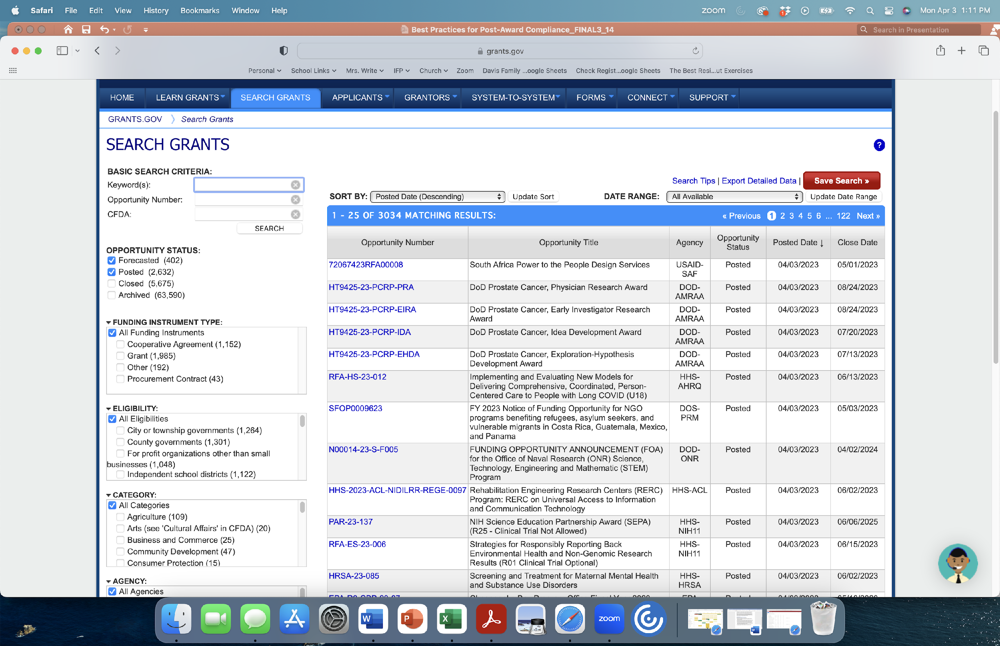 Safari File Edit View History Bookmarks Window Help zoom 1 Mon Apr 3 1:11 PM
Best Practices for Post-Award Compliance_FINAL3_14 Search in Presentation
grants.gov
Personal School Links Mrs. Write IFP Church Zoom Davis Family ...oogle Sheets Check Regist...oogle Sheets The Best Resi...ut Exercises
HOME LEARN GRANTS SEARCH GRANTS APPLICANTS GRANTORS SYSTEM-TO-SYSTEM FORMS CONNECT SUPPORT
GRANTS.GOV Search Grants
SEARCH GRANTS
?
BASIC SEARCH CRITERIA:
Keyword(s):
Opportunity Number:
CFDA:
SEARCH
OPPORTUNITY STATUS:
Forecasted (402)
Posted (2,632)
Closed (5,675)
Archived (63,590)
FUNDING INSTRUMENT TYPE:
All Funding Instruments
Cooperative Agreement (1,152)
Grant (1,985)
Other (192)
Procurement Contract (43)
ELIGIBILITY:
All Eligibilities
City or township governments (1,264)
County governments (1,301)
For profit organizations other than small
businesses (1,048)
Independent school districts (1,122)
CATEGORY:
All Categories
Agriculture (109)
Arts (see 'Cultural Affairs' in CFDA) (20)
Business and Commerce (25)
Community Development (47)
Consumer Protection (15)
AGENCY:
All Agencies
Search Tips | Export Detailed Data | Save Search »
SORT BY: Posted Date (Descending) Update Sort DATE RANGE: All Available Update Date Range
1 - 25 OF 3034 MATCHING RESULTS: « Previous 1 2 3 4 5 6 ... 122 Next »
Opportunity Number Opportunity Title Agency Opportunity Status Posted Date ↓ Close Date
72067423RFA00008 South Africa Power to the People Design Services USAID- Posted 04/03/2023 05/01/2023
SAF
HT9425-23-PCRP-PRA DoD Prostate Cancer, Physician Research Award DOD- Posted 04/03/2023 08/24/2023
AMRAA
HT9425-23-PCRP-EIRA DoD Prostate Cancer, Early Investigator Research DOD- Posted 04/03/2023 08/24/2023
Award AMRAA
HT9425-23-PCRP-IDA DoD Prostate Cancer, Idea Development Award DOD- Posted 04/03/2023 07/20/2023
AMRAA
HT9425-23-PCRP-EHDA DoD Prostate Cancer, Exploration-Hypothesis DOD- Posted 04/03/2023 07/13/2023
Development Award AMRAA
RFA-HS-23-012 Implementing and Evaluating New Models for HHS- Posted 04/03/2023 06/13/2023
Delivering Comprehensive, Coordinated, Person- AHRQ
Centered Care to People with Long COVID (U18)
SFOP0009623 FY 2023 Notice of Funding Opportunity for NGO DOS- Posted 04/03/2023 05/03/2023
programs benefiting refugees, asylum seekers, and PRM
vulnerable migrants in Costa Rica, Guatemala, Mexico,
and Panama
N00014-23-S-F005 FUNDING OPPORTUNITY ANNOUNCEMENT (FOA) DOD- Posted 04/03/2023 04/02/2024
for the Office of Naval Research (ONR) Science, ONR
Technology, Engineering and Mathematic (STEM)
Program
HHS-2023-ACL-NIDILRR-REGE-0097 Rehabilitation Engineering Research Centers (RERC) HHS-ACL Posted 04/03/2023 06/02/2023
Program: RERC on Universal Access to Information
and Communication Technology
PAR-23-137 NIH Science Education Partnership Award (SEPA) HHS- Posted 04/03/2023 06/06/2025
(R25 - Clinical Trial Not Allowed) NIH11
RFA-ES-23-006 Strategies for Responsibly Reporting Back HHS- Posted 04/03/2023 06/15/2023
Environmental Health and Non-Genomic Research NIH11
Results (R01 Clinical Trial Optional)
HRSA-23-085 Screening and Treatment for Maternal Mental Health HHS- Posted 04/03/2023 06/02/2023
and Substance Use Disorders HRSA
W P X zoom